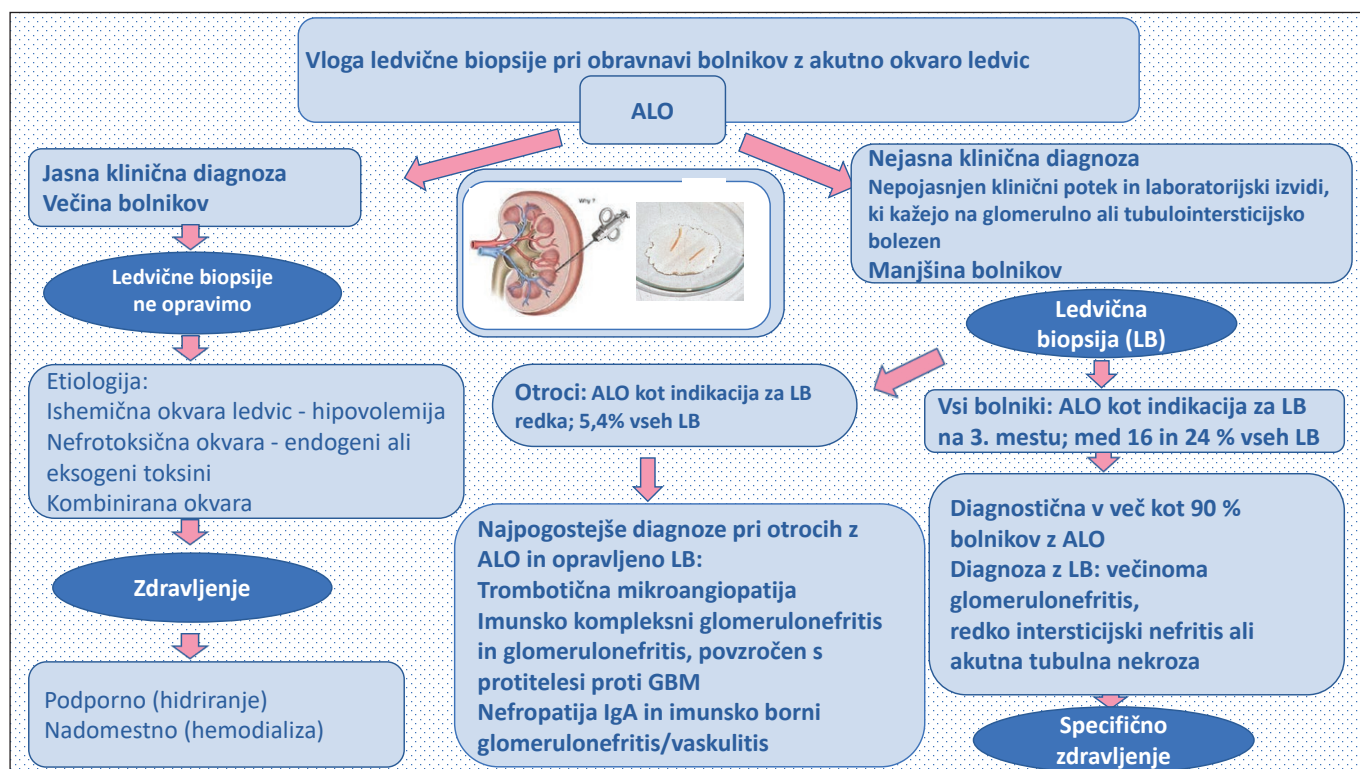 Vloga ledvične biopsije pri obravnavi bolnikov z akutno okvaro ledvic
ALO
Jasna klinična diagnoza
Večina bolnikov
Ledvične biopsije
ne opravimo
Etiologija:
Ishemična okvara ledvic - hipovolemija
Nefrotoksična okvara - endogeni ali
eksogeni toksini
Kombinirana okvara
Zdravljenje
Podporno (hidriranje)
Nadomestno (hemodializa)
Why ?
Nejasna klinična diagnoza
Nepojasnjen klinični potek in laboratorijski izvidi,
ki kažejo na glomerulno ali tubulointersticijsko
bolezen
Manjšina bolnikov
Ledvična
biopsija (LB)
Otroci: ALO kot indikacija za LB
redka; 5,4% vseh LB
Najpogostejše diagnoze pri otrocih z
ALO in opravljeno LB:
Trombotična mikroangiopatija
Imunsko kompleksni glomerulonefritis
in glomerulonefritis, povzročen s
protitelesi proti GBM
Nefropatija IgA in imunsko borni
glomerulonefritis/vaskulitis
Vsi bolniki: ALO kot indikacija za LB
na 3. mestu; med 16 in 24 % vseh LB
Diagnostična v več kot 90 %
bolnikov z ALO
Diagnoza z LB: večinoma
glomerulonefritis,
redko intersticijski nefritis ali
akutna tubulna nekroza
Specifično
zdravljenje